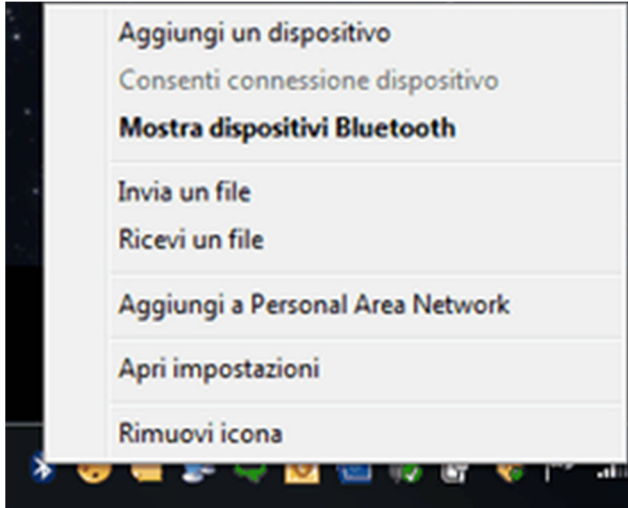 Aggiungi un dispositivo
Consenti connessione dispositivo
Mostra dispositivi Bluetooth
Invia un file
Ricevi un file
Aggiungi a Personal Area Network
Apri impostazioni
Rimuovi icona